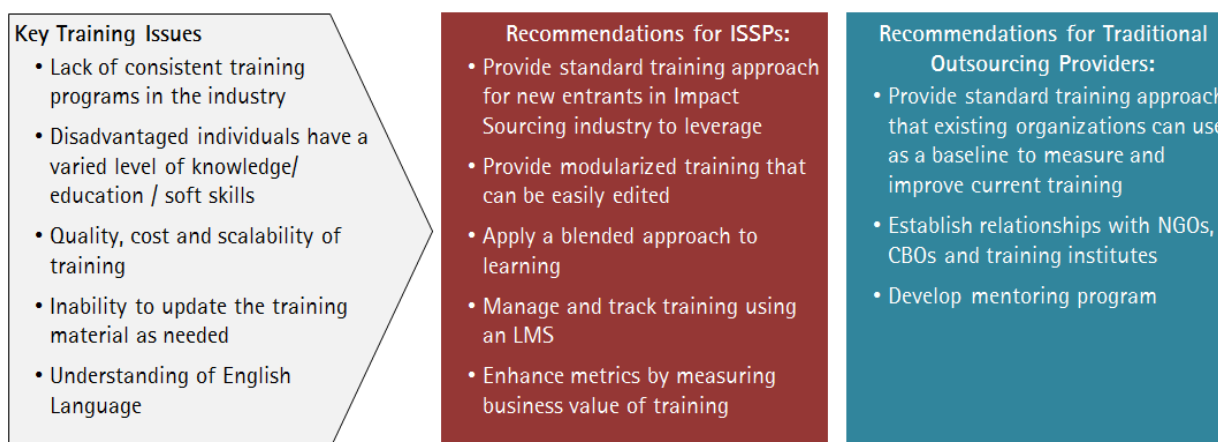 Key Training Issues
• Lack of consistent training
programs in the industry
• Disadvantaged individuals have a
varied level of knowledge/
education / soft skills
• Quality, cost and scalability of
training
• Inability to update the training
material as needed
• Understanding of English
Language
Recommendations for ISSPs:
• Provide standard training approach
for new entrants in Impact
Sourcing industry to leverage
• Provide modularized training that
can be easily edited
• Apply a blended approach to
learning
• Manage and track training using
an LMS
• Enhance metrics by measuring
business value of training
Recommendations for Traditional
Outsourcing Providers:
• Provide standard training approach
that existing organizations can use
as a baseline to measure and
improve current training
• Establish relationships with NGOs,
CBOs and training institutes
• Develop mentoring program